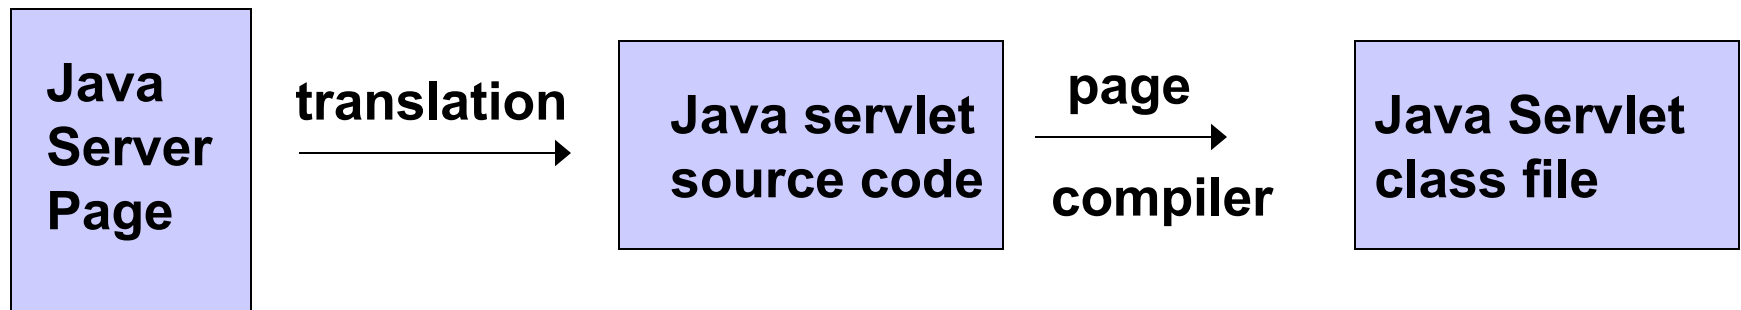 Java
Server
Page
translation
Java servlet
source code
page
compiler
Java Servlet
class file